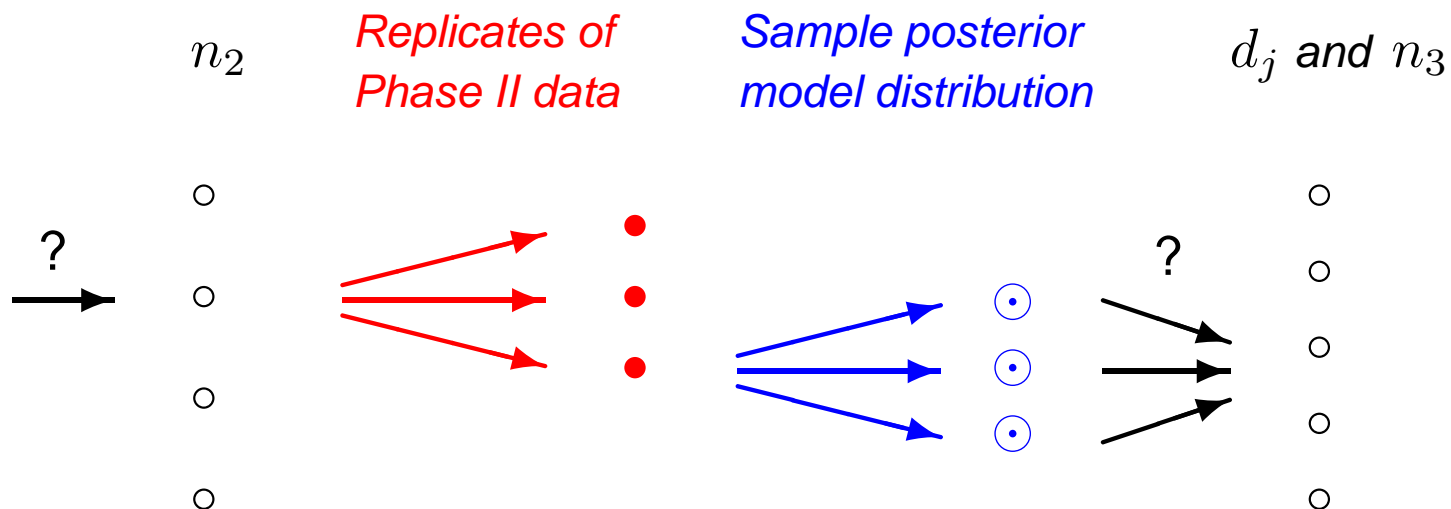 n₂
Replicates of
Phase II data
Sample posterior
model distribution
dⱼ and n₃
?
?